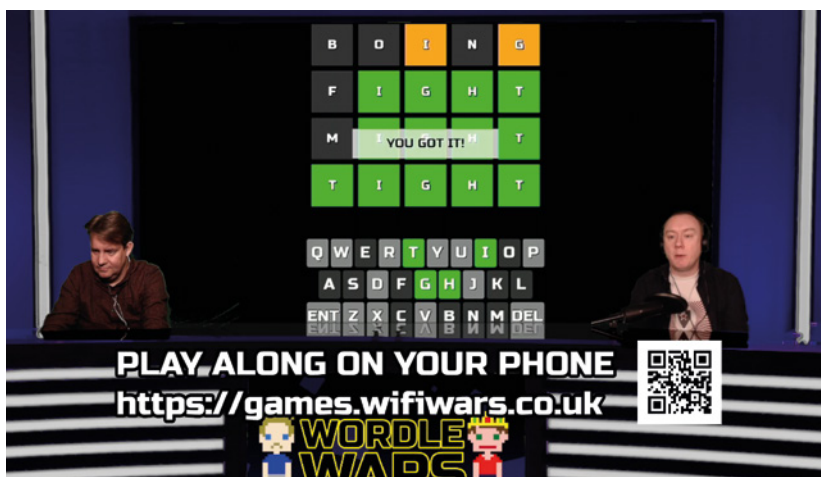 B O I N G
F I G H T
M I G H T
YOU GOT IT!
T I G H T
Q W E R T Y U I O P
A S D F G H J K L
ENT Z X C V B N M DEL
PLAY ALONG ON YOUR PHONE
https://games.wifiwars.co.uk
WORDLE
WARS